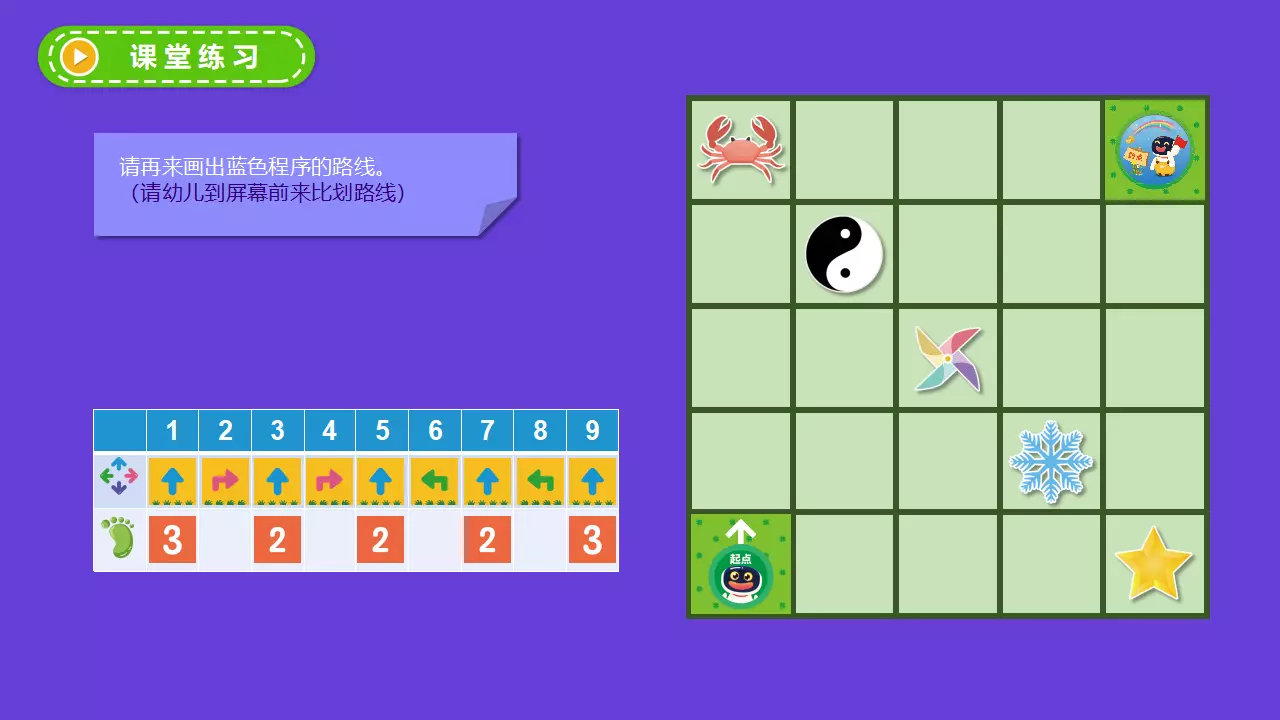 课堂练习
请再来画出蓝色程序的路线。
（请幼儿到屏幕前来比划路线）
1 2 3 4 5 6 7 8 9
3 2 2 2 3
起点